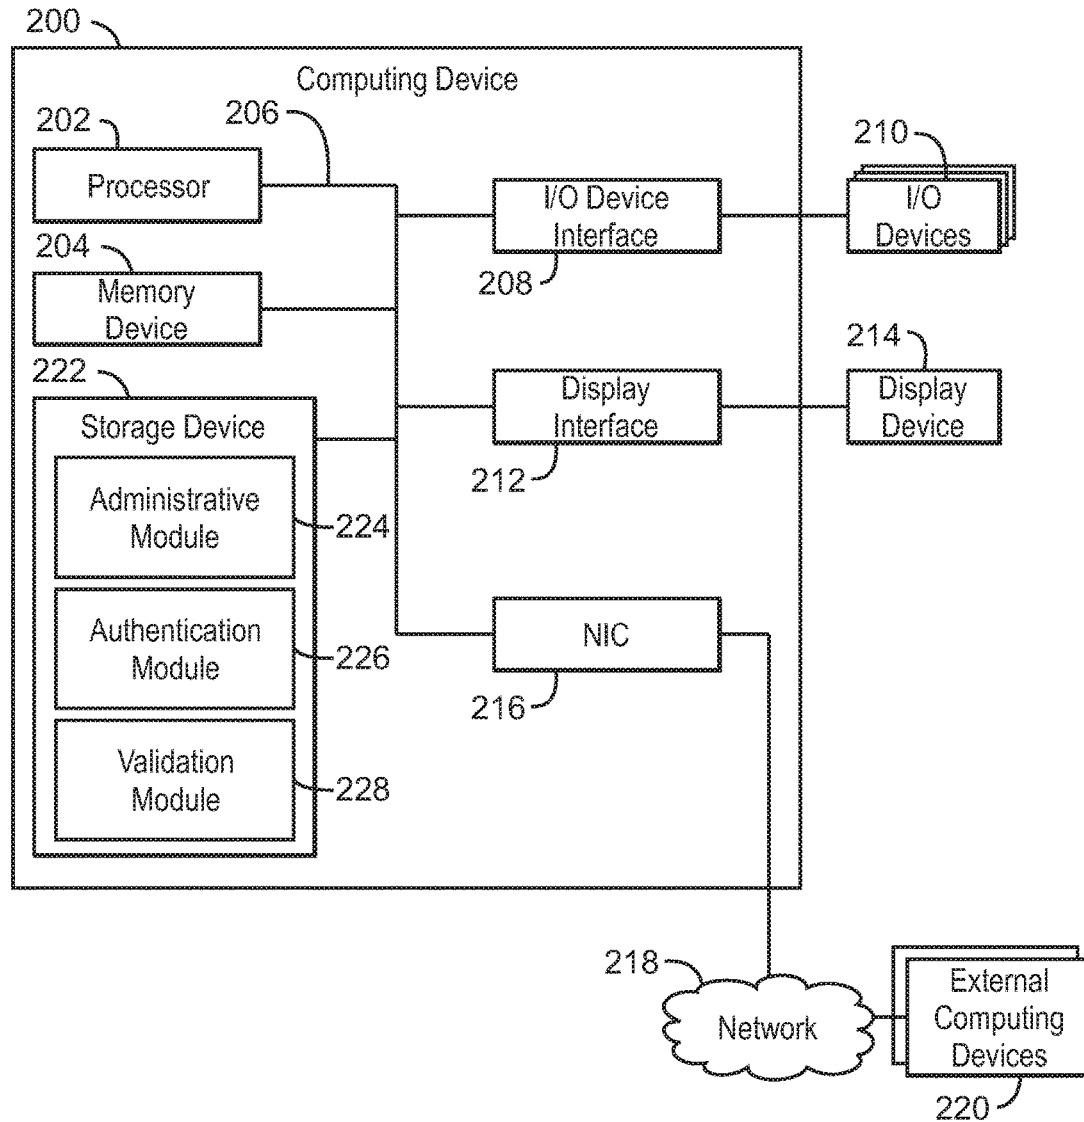 200
Computing Device
202
206
Processor
204
Memory
Device
222
Storage Device
Administrative
Module
224
Authentication
Module
226
Validation
Module
228
I/O Device
Interface
208
210
I/O
Devices
Display
Interface
212
214
Display
Device
NIC
216
218
Network
External
Computing
Devices
220